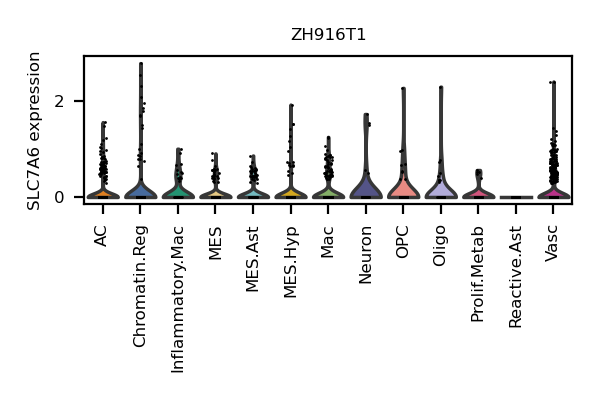 ZH916T1
SLC7A6 expression
2
0
AC
Chromatin.Reg
Inflammatory.Mac
MES
MES.Ast
MES.Hyp
Mac
Neuron
OPC
Oligo
Prolif.Metab
Reactive.Ast
Vasc